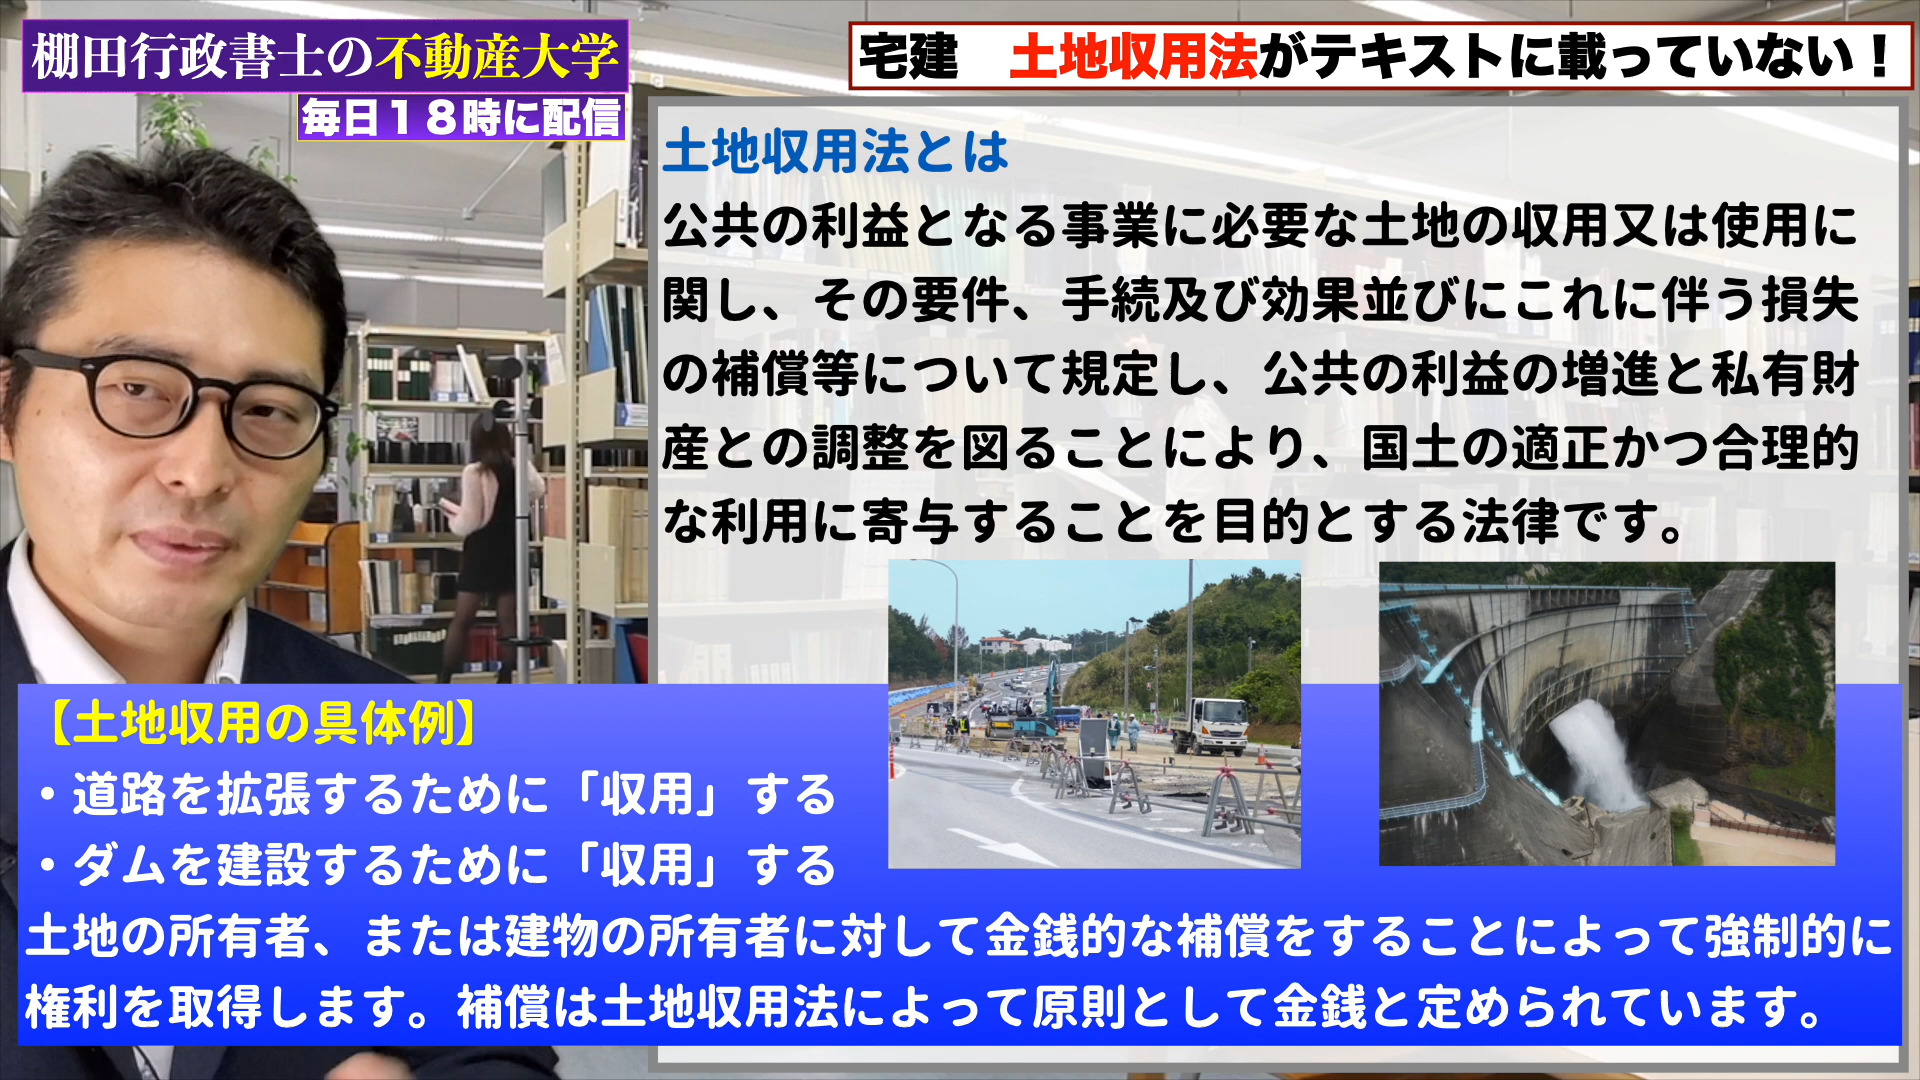 棚田行政書士の不動産大学
毎日１８時に配信
宅建　土地収用法がテキストに載っていない！
土地収用法とは
公共の利益となる事業に必要な土地の収用又は使用に
関し、その要件、手続及び効果並びにこれに伴う損失
の補償等について規定し、公共の利益の増進と私有財
産との調整を図ることにより、国土の適正かつ合理的
な利用に寄与することを目的とする法律です。
【土地収用の具体例】
・道路を拡張するために「収用」する
・ダムを建設するために「収用」する
土地の所有者、または建物の所有者に対して金銭的な補償をすることによって強制的に
権利を取得します。補償は土地収用法によって原則として金銭と定められています。